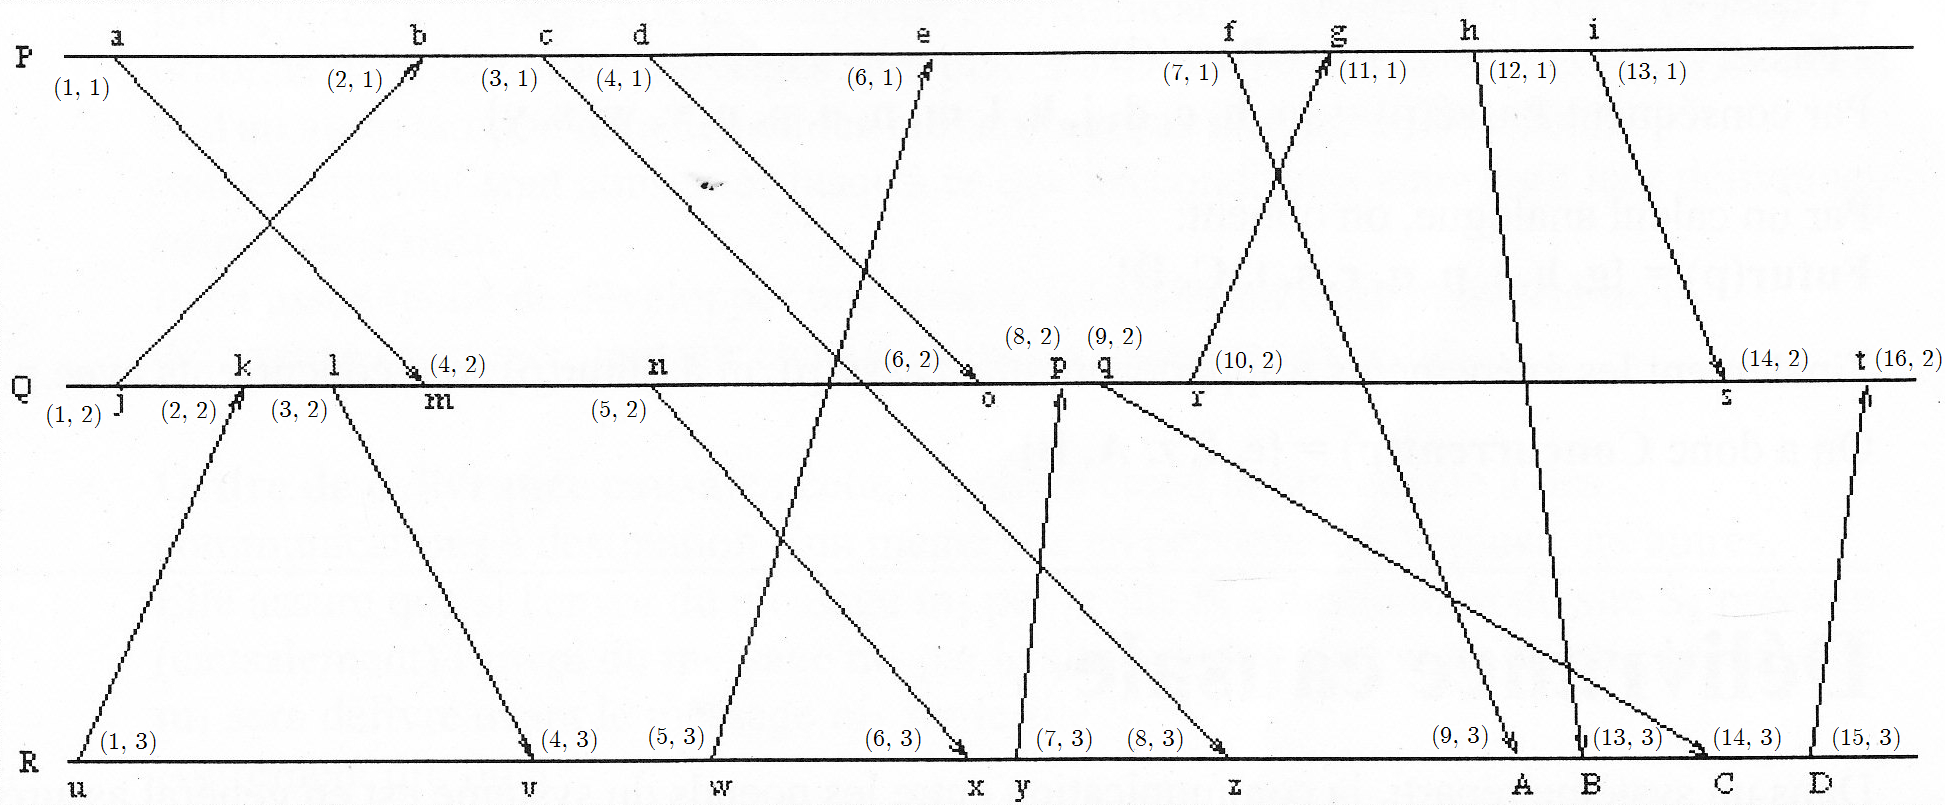 a b c d e f g h i
P
(1, 1) (2, 1) (3, 1) (4, 1) (6, 1) (7, 1) (11, 1) (12, 1) (13, 1)
(8, 2) (9, 2)
k l (4, 2) n (6, 2) p q (10, 2) (14, 2) t (16, 2)
Q
(1, 2) j (2, 2) (3, 2) m (5, 2) o r s
(1, 3) (4, 3) (5, 3) (6, 3) (7, 3) (8, 3) (9, 3) (13, 3) (14, 3) (15, 3)
R
u v w x y z A B C D